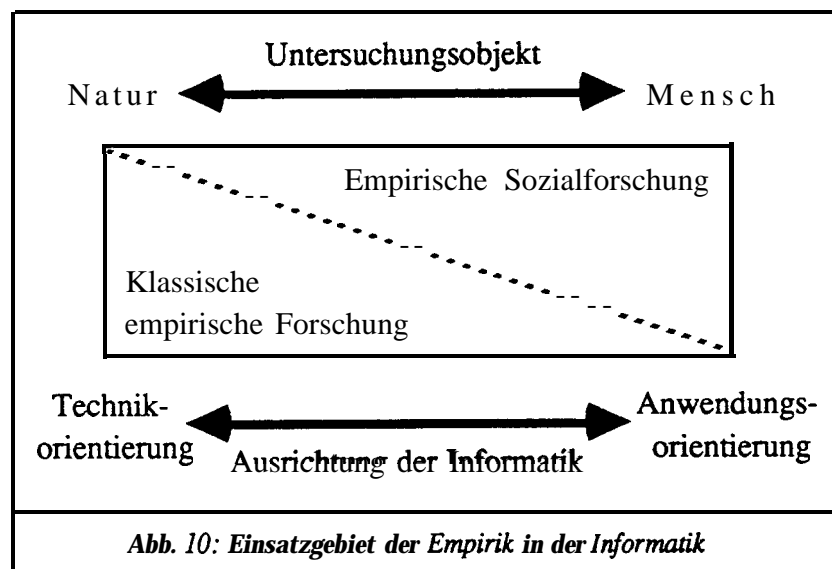 Untersuchungsobjekt
Natur Mensch
Empirische Sozialforschung
Klassische
empirische Forschung
Technik-
orientierung
Ausrichtung der Informatik
Anwendungs-
orientierung
Abb. 10: Einsatzgebiet der Empirik in der Informatik